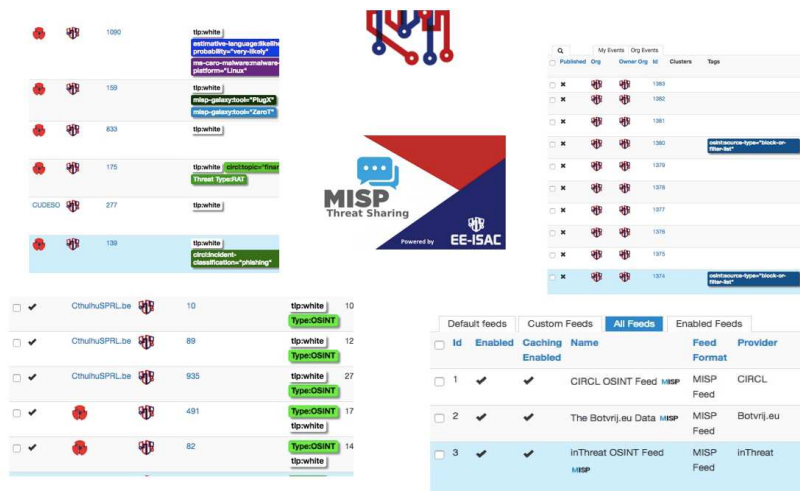 1090
tlp:white
estimative-language:likeliho
probability="very-likely"
ms-caro-malware:malware-
platform="Linux"
159
tlp:white
misp-galaxy:tool="PlugX"
misp-galaxy:tool="ZeroT"
833
tlp:white
175
tlp:white circl:topic="finan
Threat Type:RAT
CUDESO 277
tlp:white
139
tlp:white
circl:incident-
classification="phishing"
MISP
Threat Sharing
Powered by EE-ISAC
My Events Org Events
Published Org Owner Org Id Clusters Tags
1383
1382
1381
1380 osint:source-type="block-or-
filter-list"
1379
1378
1377
1376
1375
1374 osint:source-type="block-or-
filter-list"
CthulhuSPRL.be 10 tlp:white 10
Type:OSINT
CthulhuSPRL.be 89 tlp:white 12
Type:OSINT
CthulhuSPRL.be 935 tlp:white 27
Type:OSINT
491 Type:OSINT 17
tlp:white
82 Type:OSINT 14
tlp:white
Default feeds Custom Feeds All Feeds Enabled Feeds
Id Enabled Caching Name Feed Provider
Enabled Format
1 CIRCL OSINT Feed MISP MISP CIRCL
Feed
2 The Botvrij.eu Data MISP MISP Botvrij.eu
Feed
3 inThreat OSINT Feed MISP inThreat
MISP Feed